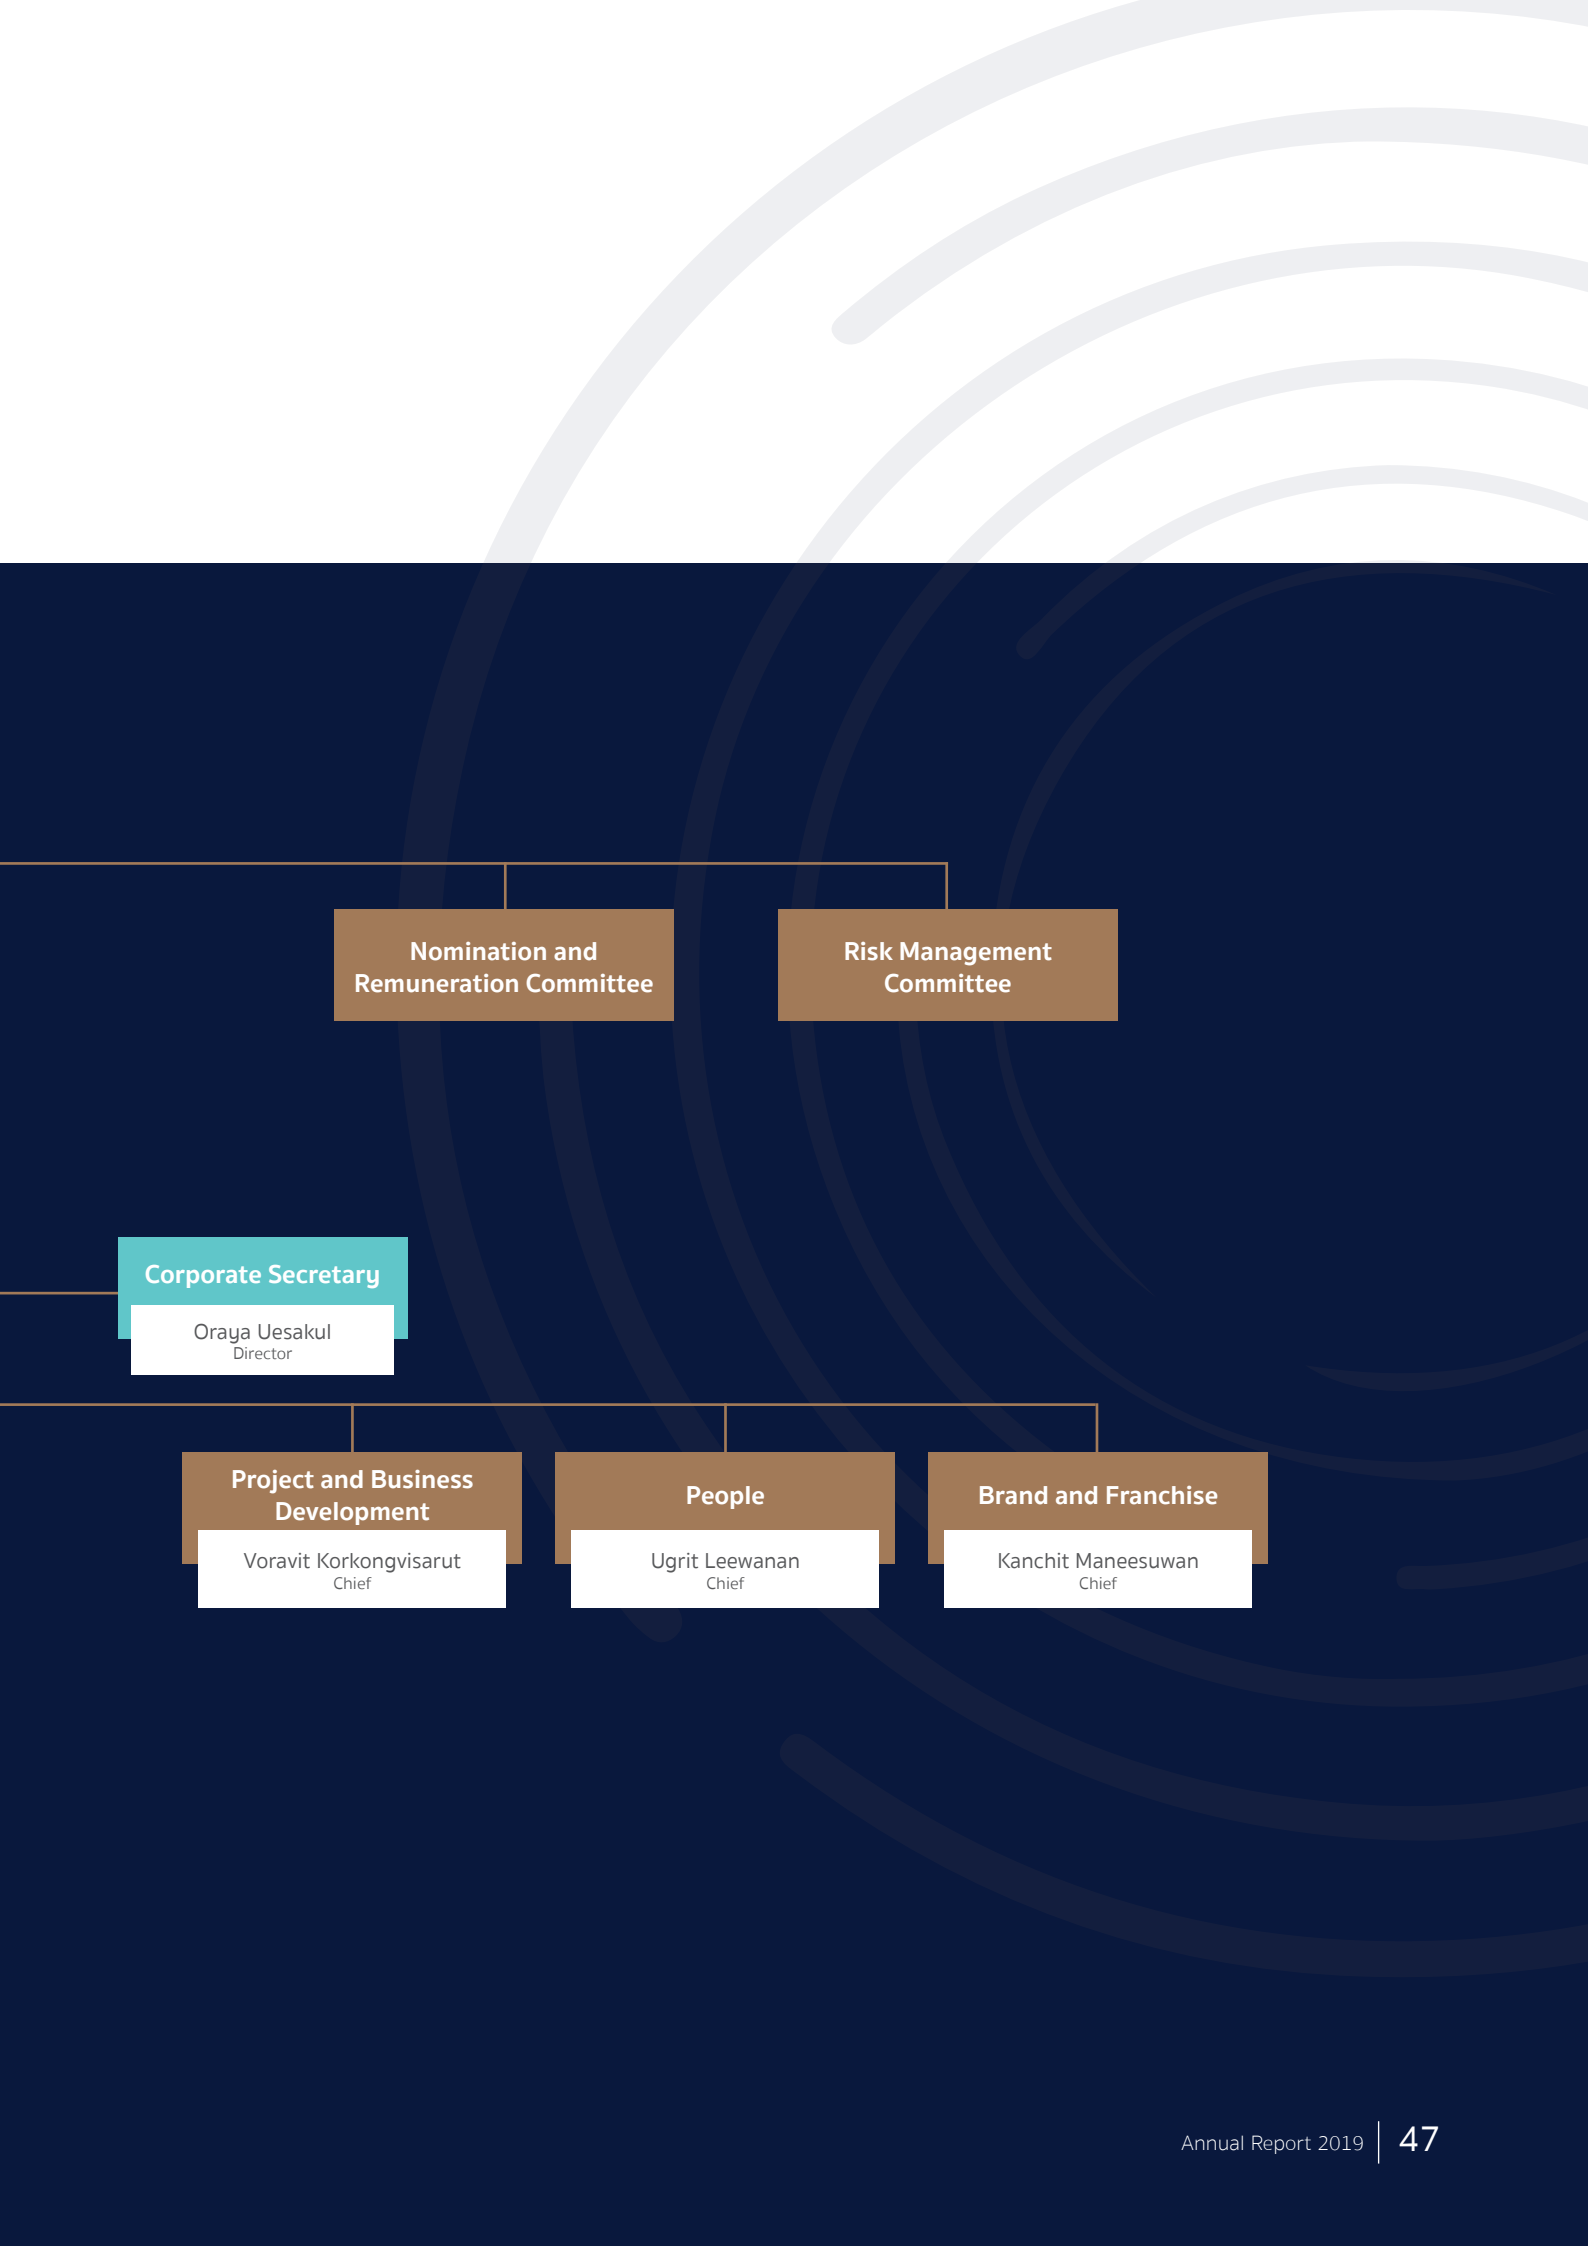 Nomination and
Remuneration Committee
Risk Management
Committee
Corporate Secretary
Oraya Uesakul
Director
Project and Business
Development
Voravit Korkongvisarut
Chief
People
Ugrit Leewanan
Chief
Brand and Franchise
Kanchit Maneesuwan
Chief
Annual Report 2019
47